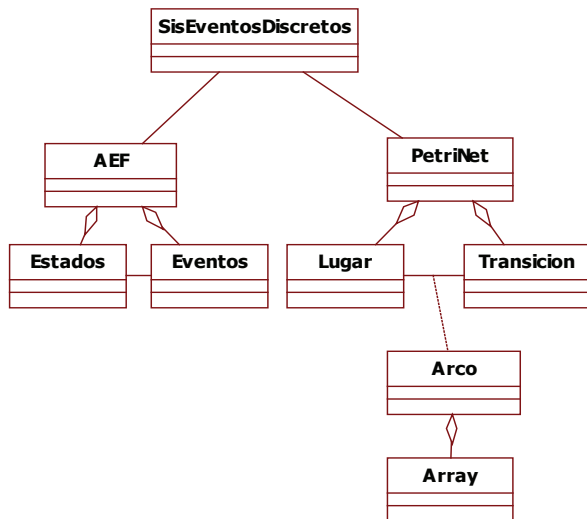 SisEventosDiscretos
AEF
PetriNet
Estados
Eventos
Lugar
Transicion
Arco
Array